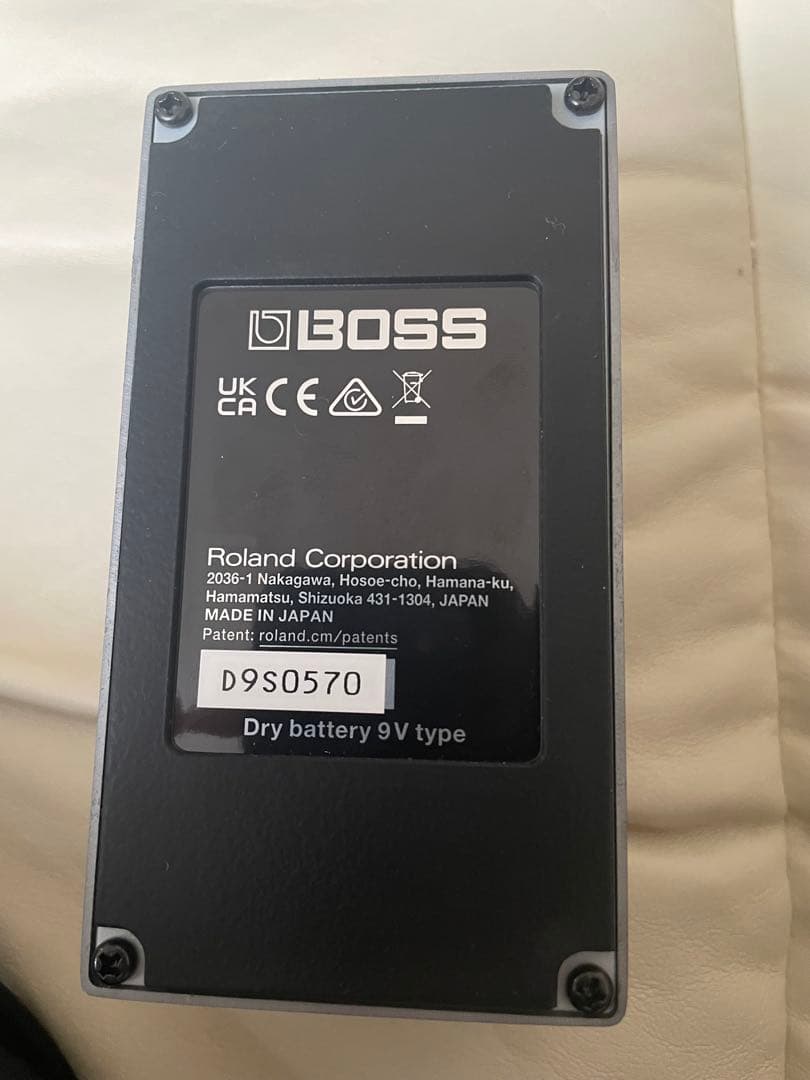 BOSS
UK
CA CE
Roland Corporation
2036-1 Nakagawa, Hosoe-cho, Hamana-ku,
Hamamatsu, Shizuoka 431-1304, JAPAN
MADE IN JAPAN
Patent: roland.cm/patents
D9S0570
Dry battery 9V type